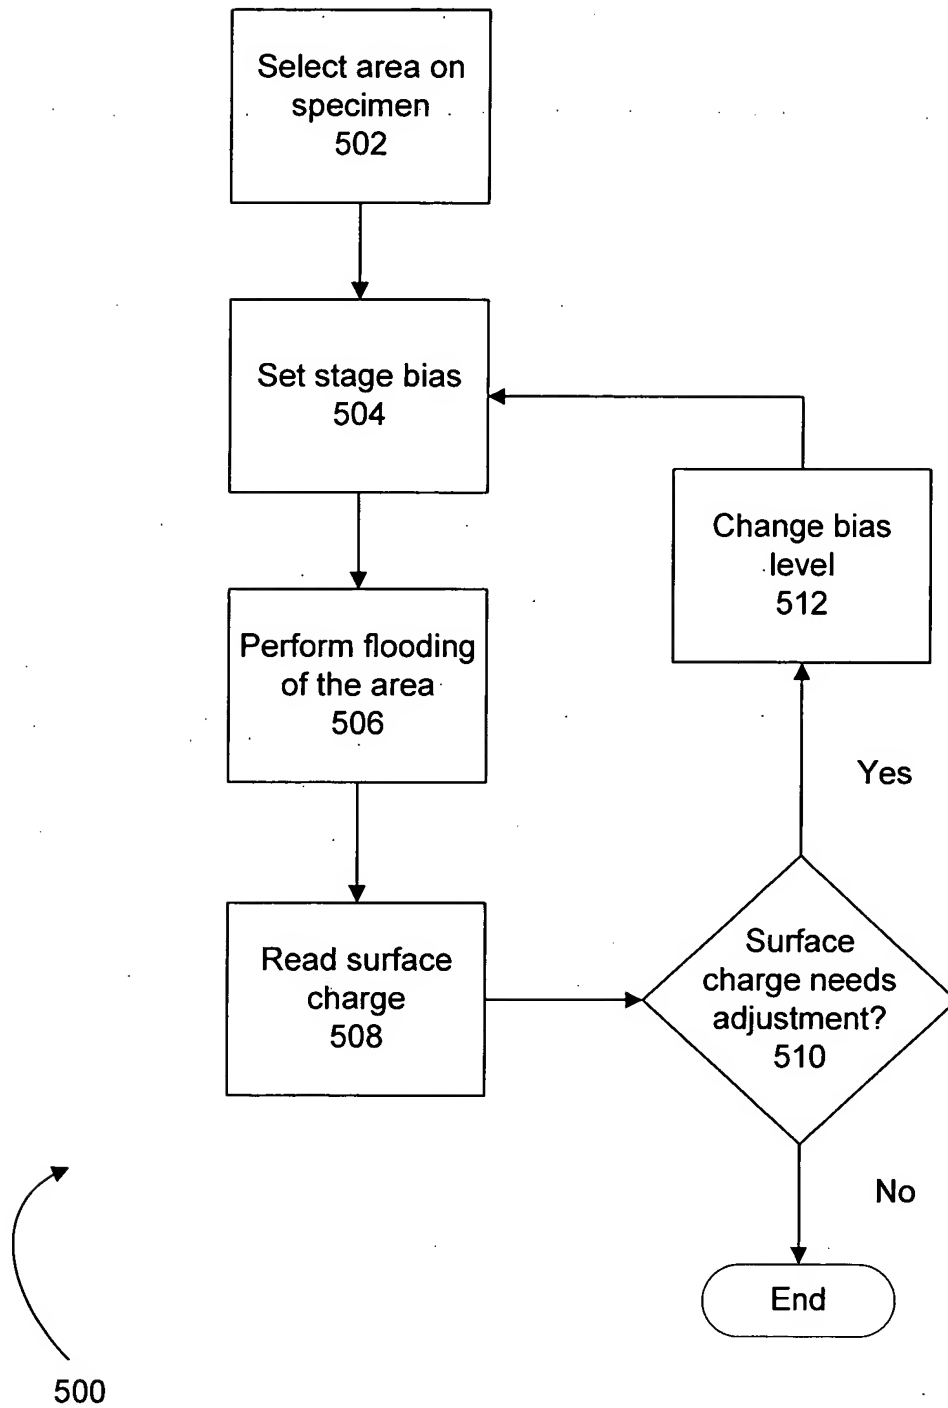 Select area on
specimen
502
Set stage bias
504
Perform flooding
of the area
506
Read surface
charge
508
Surface
charge needs
adjustment?
510
Yes
Change bias
level
512
No
End
500